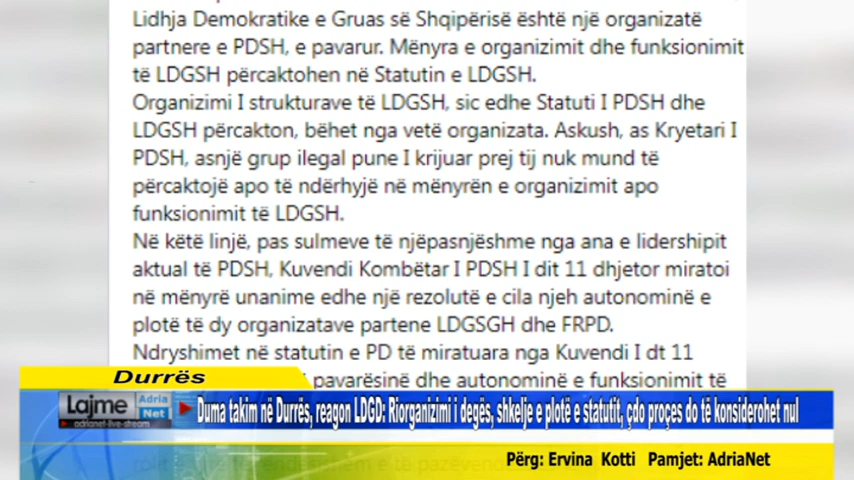 Lidhja Demokratike e Gruas së Shqipërisë është një organizatë
partnere e PDSH, e pavarur. Mënyra e organizimit dhe funksionimit
të LDGSH përcaktohen në Statutin e LDGSH.
Organizimi I strukturave të LDGSH, sic edhe Statuti I PDSH dhe
LDGSH përcakton, bëhet nga vetë organizata. Askush, as Kryetari I
PDSH, asnjë grup ilegal pune I krijuar prej tij nuk mund të
përcaktojë apo të ndërhyjë në mënyrën e organizimit apo
funksionimit të LDGSH.
Në këtë linjë, pas sulmeve të njëpasnjëshme nga ana e lidershipit
aktual të PDSH, Kuvendi Kombëtar I PDSH I dit 11 dhjetor miratoi
në mënyrë unanime edhe një rezolutë e cila njeh autonominë e
plotë të dy organizatave partene LDGSGH dhe FRPD.
Ndryshimet në statutin e PD të miratuara nga Kuvendi I dt 11
pavarësinë dhe autonominë e funksionimit të
Durrës
Lajme Adria Net
adrianet-live-stream
Duma takim në Durrës, reagon LDGD: Riorganizimi i degës, shkelje e plotë e statutit, çdo proçes do të konsiderohet nul
Përg: Ervina Kotti Pamjet: AdriaNet